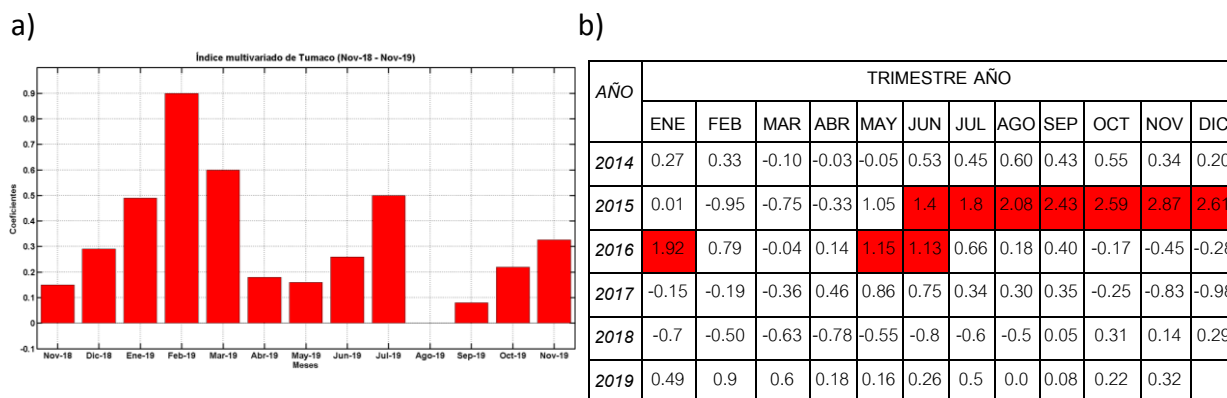 a)
b)
Índice multivariado de Tumaco (Nov-18 - Nov-19)
Coeficientes
0.9
0.8
0.7
0.6
0.5
0.4
0.3
0.2
0.1
0
-0.1
Nov-18 Dic-18 Ene-19 Feb-19 Mar-19 Abr-19 May-19 Jun-19 Jul-19 Ago-19 Sep-19 Oct-19 Nov-19
Meses
AÑO TRIMESTRE AÑO
ENE FEB MAR ABR MAY JUN JUL AGO SEP OCT NOV DIC
2014 0.27 0.33 -0.10 -0.03 -0.05 0.53 0.45 0.60 0.43 0.55 0.34 0.20
2015 0.01 -0.95 -0.75 -0.33 1.05 1.4 1.8 2.08 2.43 2.59 2.87 2.61
2016 1.92 0.79 -0.04 0.14 1.15 1.13 0.66 0.18 0.40 -0.17 -0.45 -0.28
2017 -0.15 -0.19 -0.36 0.46 0.86 0.75 0.34 0.30 0.35 -0.25 -0.83 -0.98
2018 -0.7 -0.50 -0.63 -0.78 -0.55 -0.8 -0.6 -0.5 0.05 0.31 0.14 0.29
2019 0.49 0.9 0.6 0.18 0.16 0.26 0.5 0.0 0.08 0.22 0.32